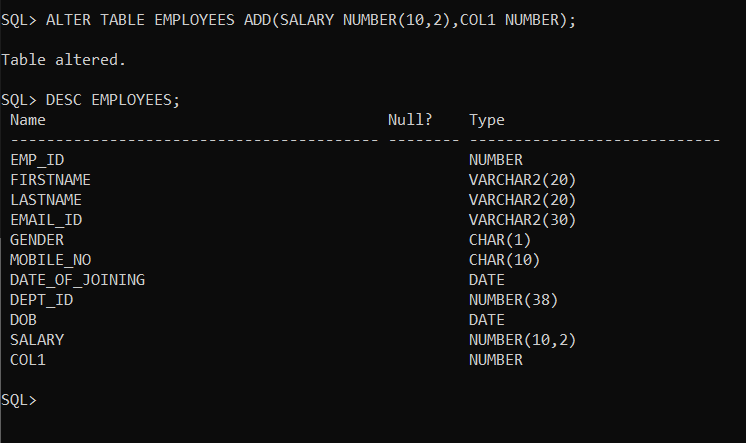 SQL> ALTER TABLE EMPLOYEES ADD(SALARY NUMBER(10,2),COL1 NUMBER);
Table altered.
SQL> DESC EMPLOYEES;
Name                                      Null?    Type
----------------------------------------- -------- ----------------------------
EMP_ID                                             NUMBER
FIRSTNAME                                          VARCHAR2(20)
LASTNAME                                           VARCHAR2(20)
EMAIL_ID                                           VARCHAR2(30)
GENDER                                             CHAR(1)
MOBILE_NO                                          CHAR(10)
DATE_OF_JOINING                                    DATE
DEPT_ID                                            NUMBER(38)
DOB                                                DATE
SALARY                                             NUMBER(10,2)
COL1                                               NUMBER
SQL>